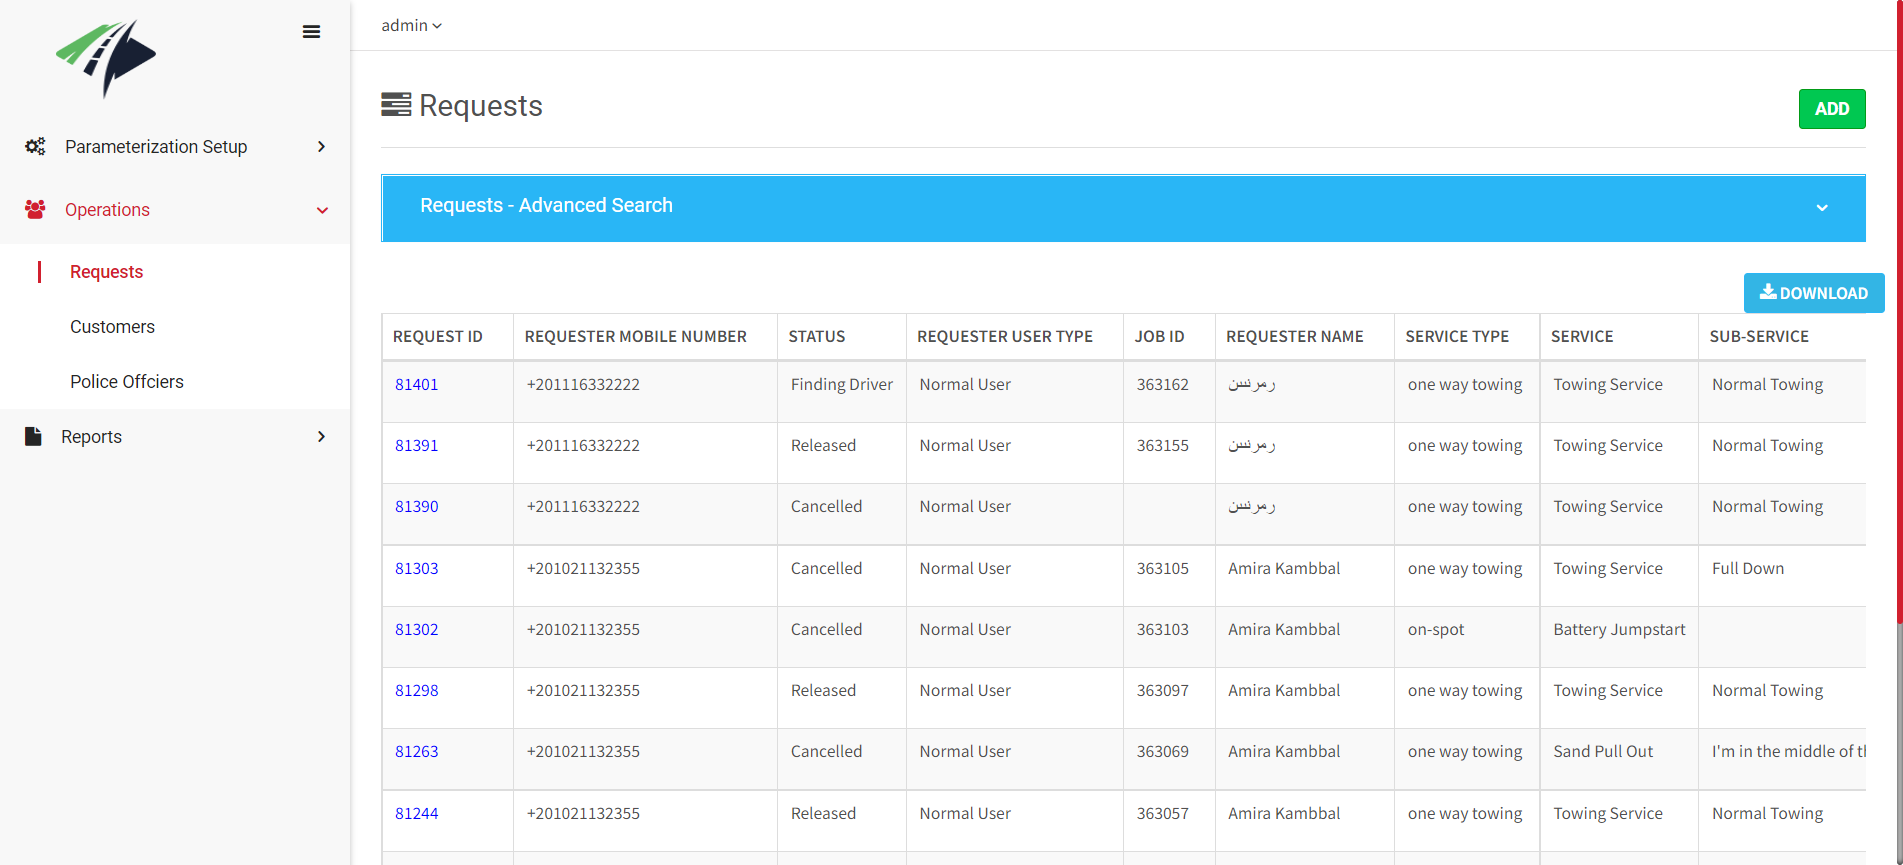 admin
Requests
ADD
Parameterization Setup
Operations
Requests
Customers
Police Offciers
Reports
Requests - Advanced Search
DOWNLOAD
REQUEST ID REQUESTER MOBILE NUMBER STATUS REQUESTER USER TYPE JOB ID REQUESTER NAME SERVICE TYPE SERVICE SUB-SERVICE
81401 +201116332222 Finding Driver Normal User 363162 رمرنسن one way towing Towing Service Normal Towing
81391 +201116332222 Released Normal User 363155 رمرنسن one way towing Towing Service Normal Towing
81390 +201116332222 Cancelled Normal User رمرنسن one way towing Towing Service Normal Towing
81303 +201021132355 Cancelled Normal User 363105 Amira Kambbal one way towing Towing Service Full Down
81302 +201021132355 Cancelled Normal User 363103 Amira Kambbal on-spot Battery Jumpstart
81298 +201021132355 Released Normal User 363097 Amira Kambbal one way towing Towing Service Normal Towing
81263 +201021132355 Cancelled Normal User 363069 Amira Kambbal one way towing Sand Pull Out I'm in the middle of
81244 +201021132355 Released Normal User 363057 Amira Kambbal one way towing Towing Service Normal Towing